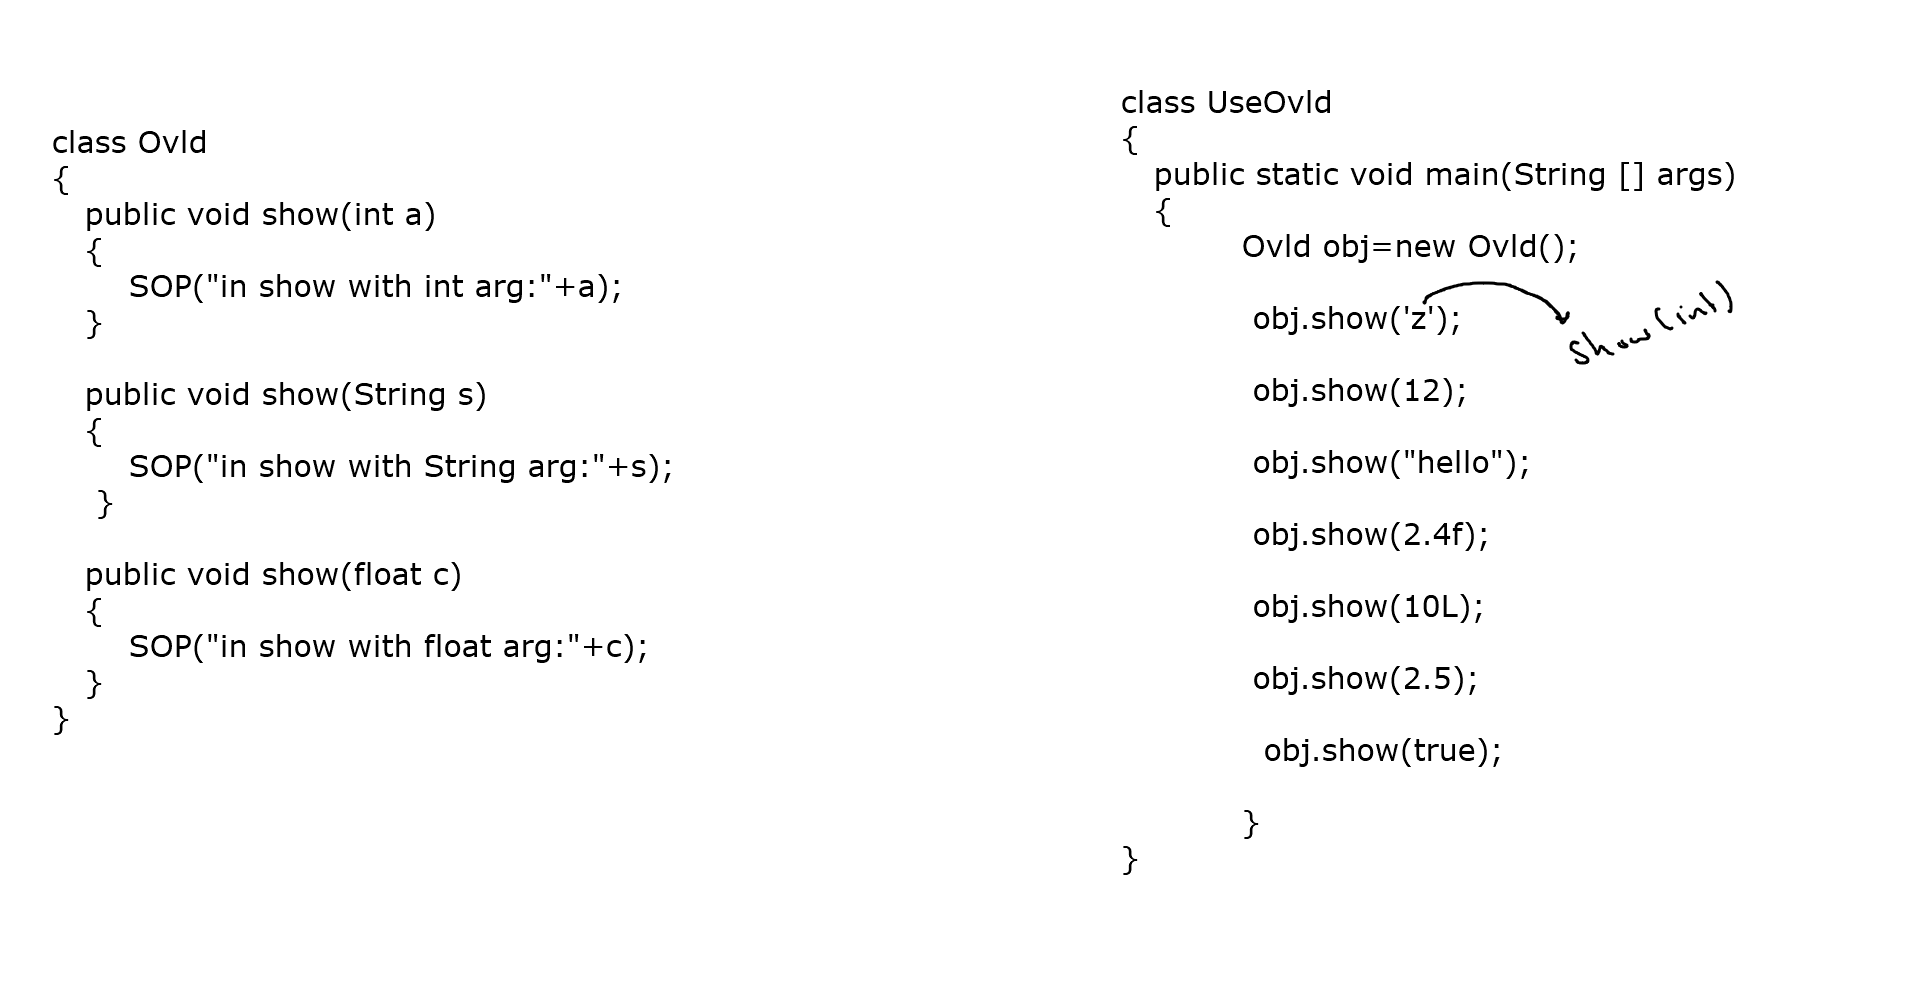 class Ovld
{
public void show(int a)
{
SOP("in show with int arg:"+a);
}
public void show(String s)
{
SOP("in show with String arg:"+s);
}
public void show(float c)
{
SOP("in show with float arg:"+c);
}
}
class UseOvld
{
public static void main(String [] args)
{
Ovld obj=new Ovld();
obj.show('z');
show(int)
obj.show(12);
obj.show("hello");
obj.show(2.4f);
obj.show(10L);
obj.show(2.5);
obj.show(true);
}
}